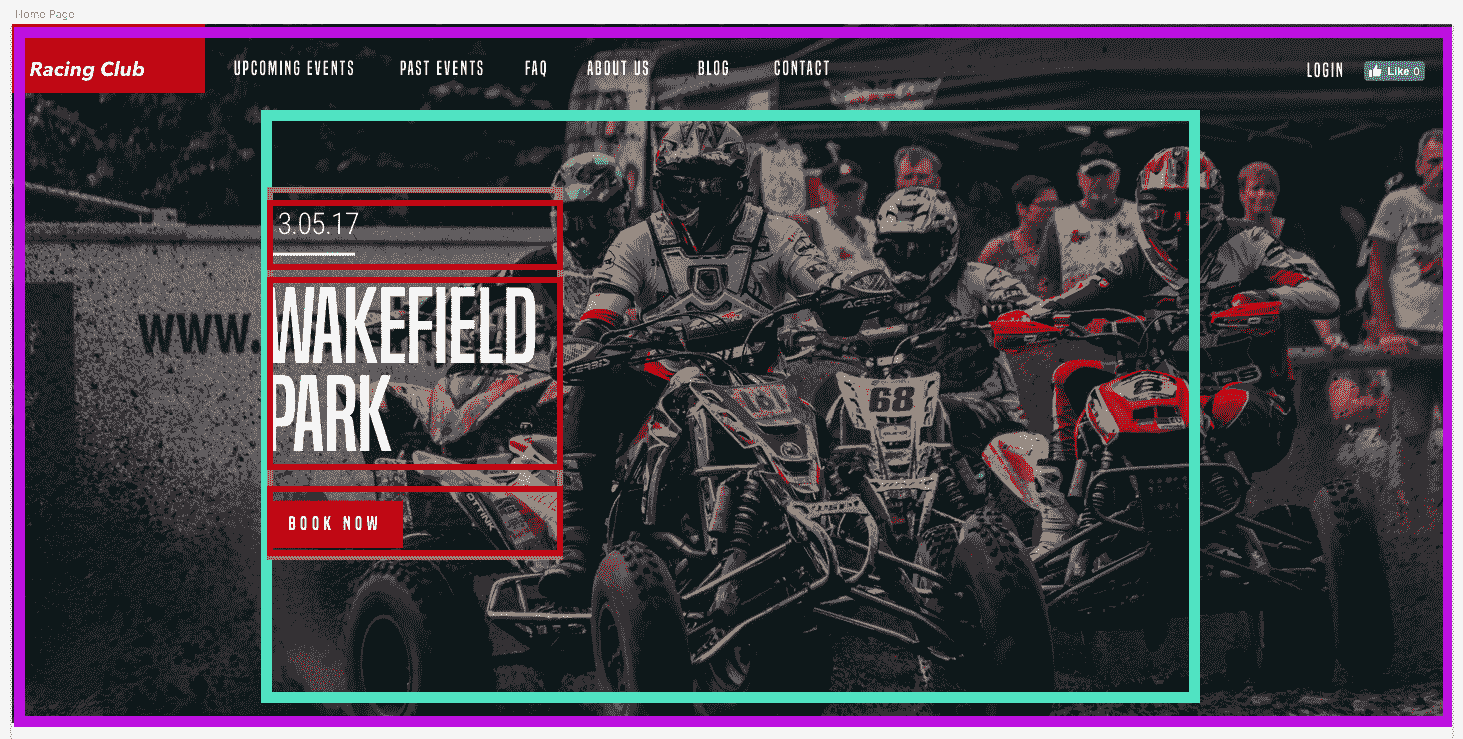 Home Page
Racing Club
UPCOMING EVENTS PAST EVENTS FAQ ABOUT US BLOG CONTACT
LOGIN
Like 0
3.05.17
WWW.
WAKEFIELD
PARK
68
BOOK NOW